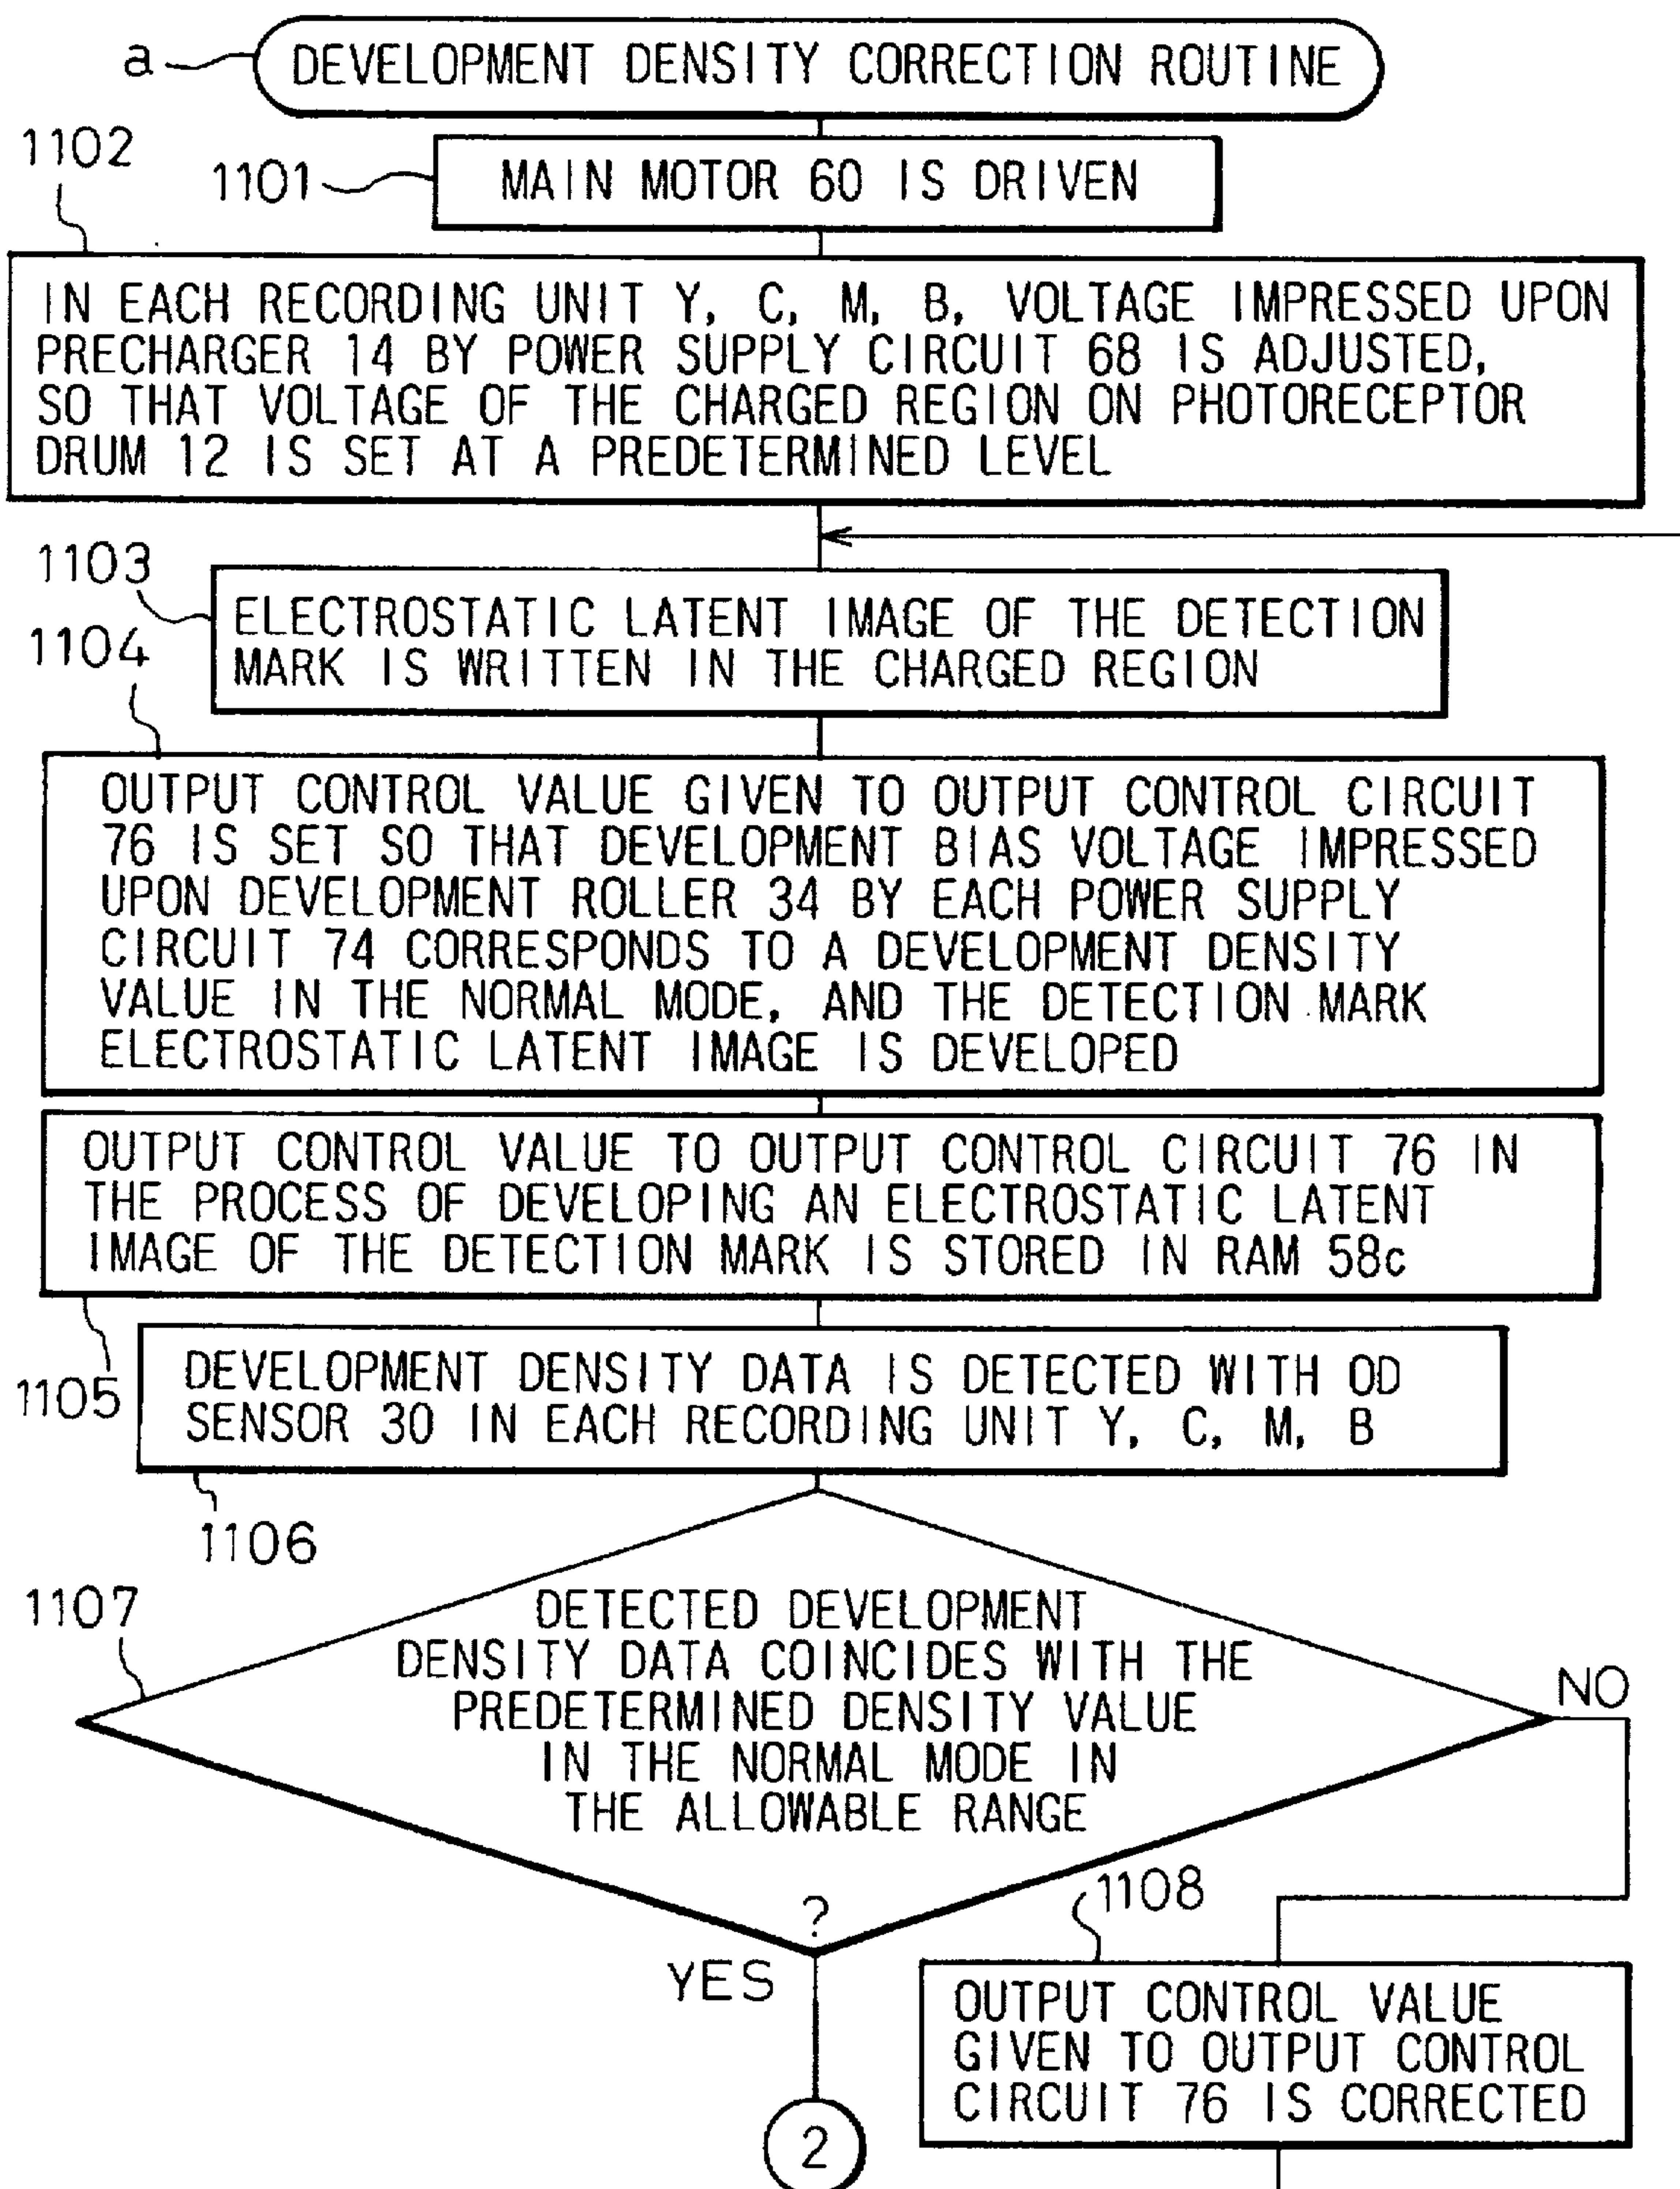 a
DEVELOPMENT DENSITY CORRECTION ROUTINE
1102
1101
MAIN MOTOR 60 IS DRIVEN
IN EACH RECORDING UNIT Y, C, M, B, VOLTAGE IMPRESSED UPON
PRECHARGER 14 BY POWER SUPPLY CIRCUIT 68 IS ADJUSTED,
SO THAT VOLTAGE OF THE CHARGED REGION ON PHOTORECEPTOR
DRUM 12 IS SET AT A PREDETERMINED LEVEL
1103
ELECTROSTATIC LATENT IMAGE OF THE DETECTION
MARK IS WRITTEN IN THE CHARGED REGION
1104
OUTPUT CONTROL VALUE GIVEN TO OUTPUT CONTROL CIRCUIT
76 IS SET SO THAT DEVELOPMENT BIAS VOLTAGE IMPRESSED
UPON DEVELOPMENT ROLLER 34 BY EACH POWER SUPPLY
CIRCUIT 74 CORRESPONDS TO A DEVELOPMENT DENSITY
VALUE IN THE NORMAL MODE, AND THE DETECTION MARK
ELECTROSTATIC LATENT IMAGE IS DEVELOPED
OUTPUT CONTROL VALUE TO OUTPUT CONTROL CIRCUIT 76 IN
THE PROCESS OF DEVELOPING AN ELECTROSTATIC LATENT
IMAGE OF THE DETECTION MARK IS STORED IN RAM 58c
1105
DEVELOPMENT DENSITY DATA IS DETECTED WITH OD
SENSOR 30 IN EACH RECORDING UNIT Y, C, M, B
1106
1107
DETECTED DEVELOPMENT
DENSITY DATA COINCIDES WITH THE
PREDETERMINED DENSITY VALUE
IN THE NORMAL MODE IN
THE ALLOWABLE RANGE
?
NO
YES
1108
OUTPUT CONTROL VALUE
GIVEN TO OUTPUT CONTROL
CIRCUIT 76 IS CORRECTED
2